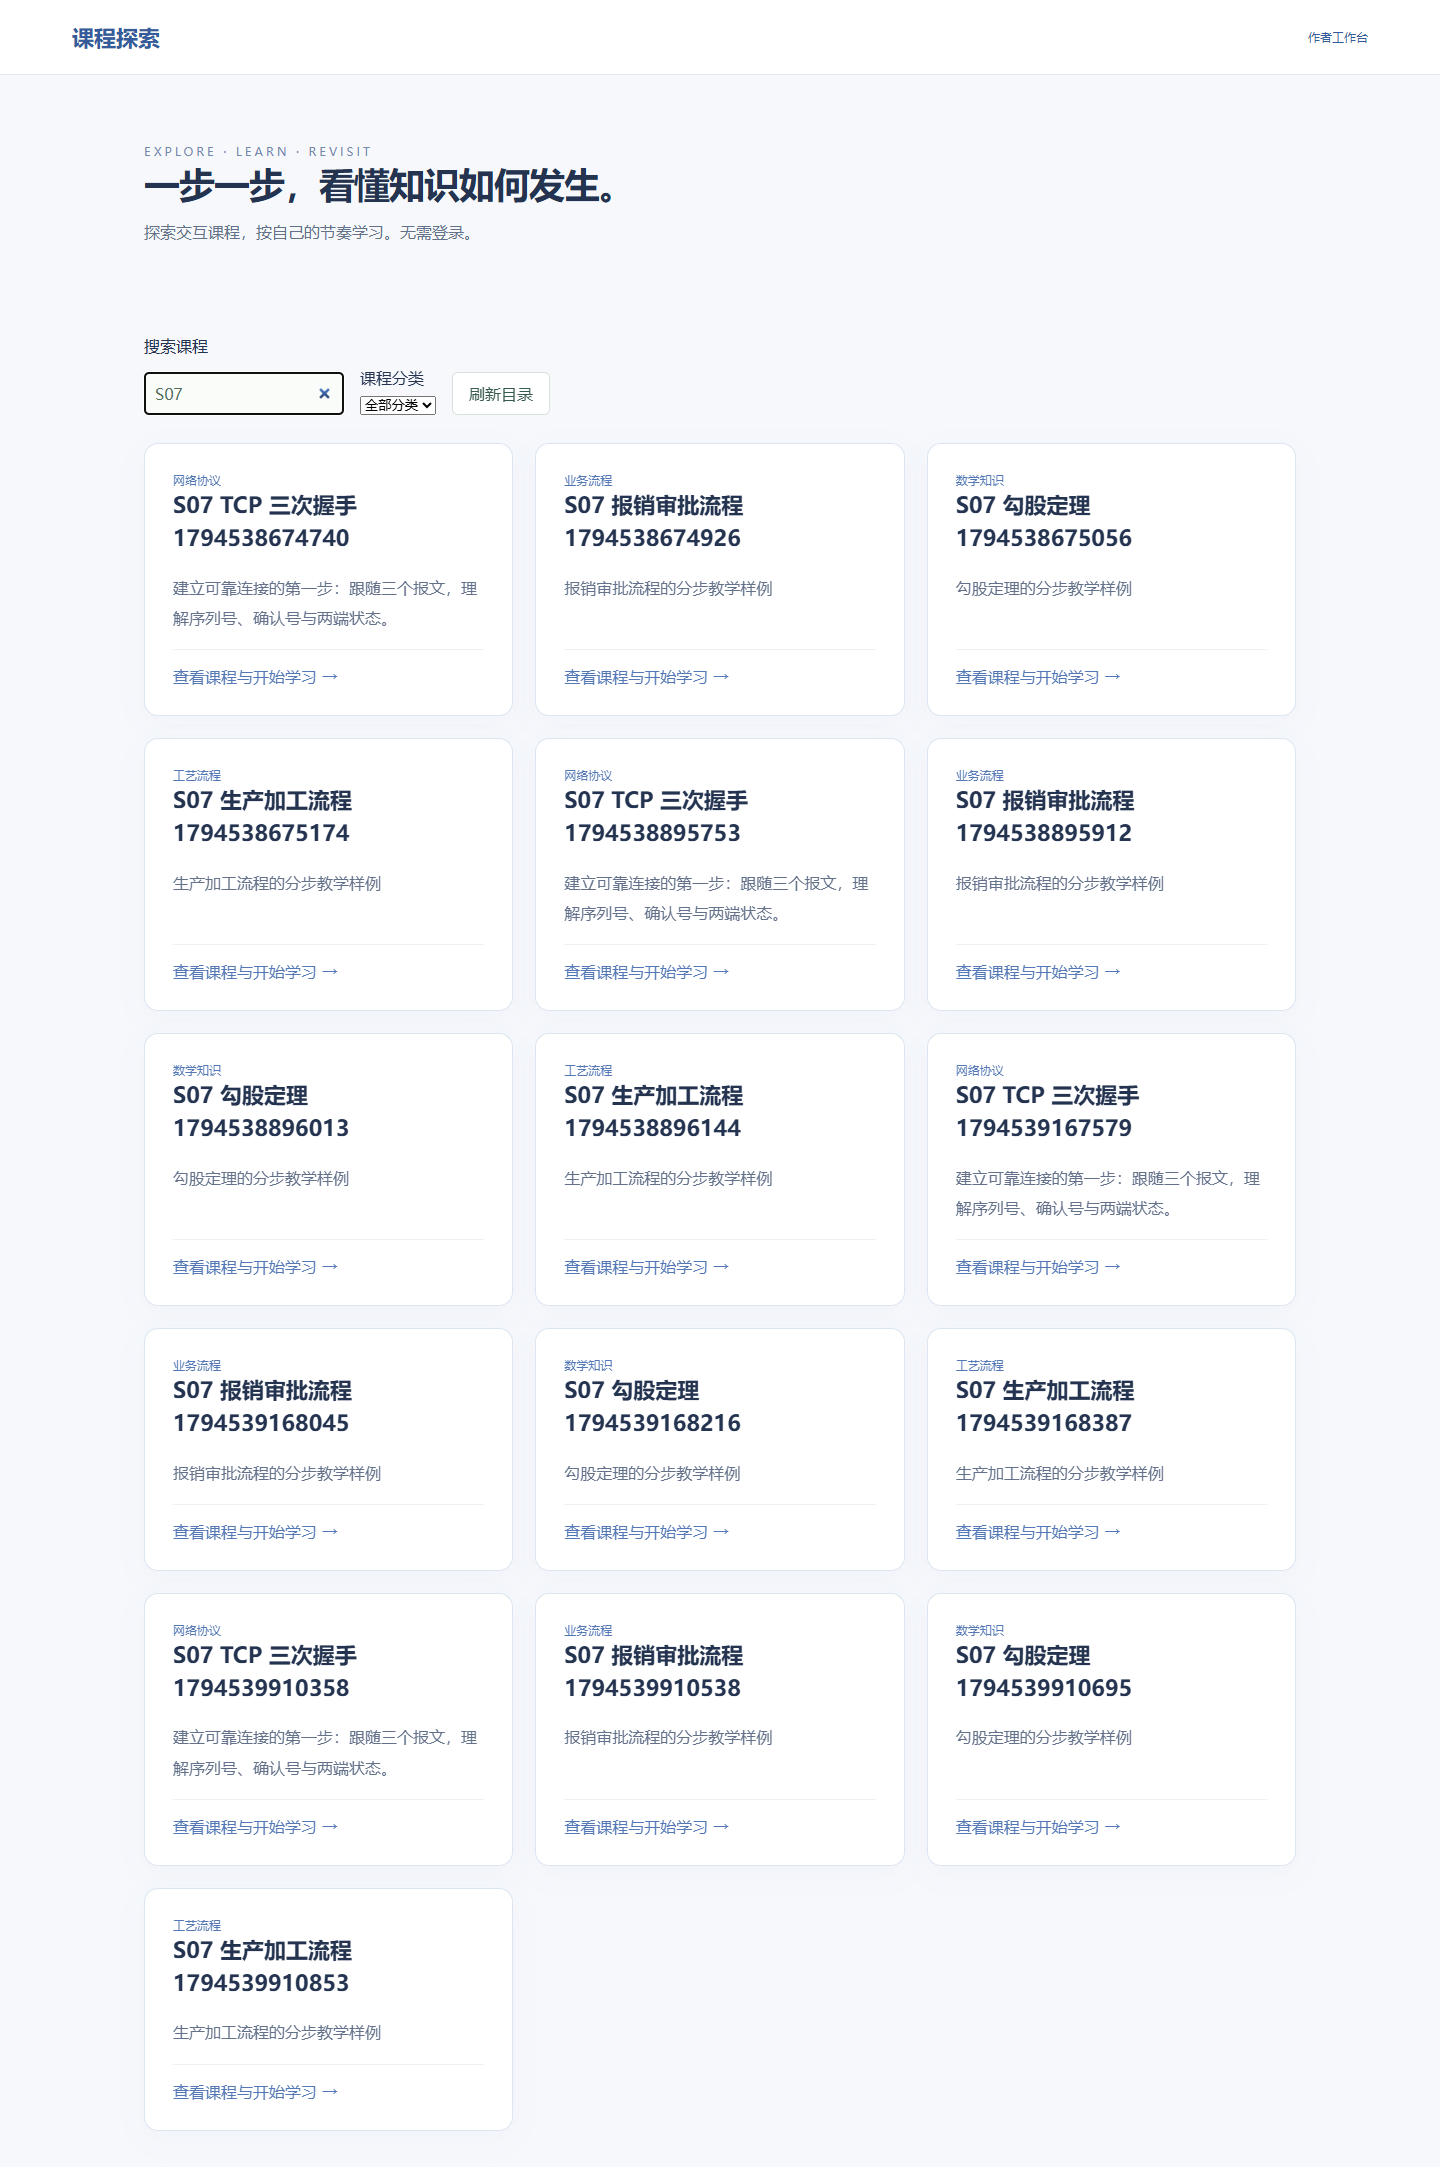 课程探索
作者工作台
EXPLORE · LEARN · REVISIT
一步一步，看懂知识如何发生。
探索交互课程，按自己的节奏学习。无需登录。
搜索课程
S07
课程分类
全部分类
刷新目录
网络协议
S07 TCP 三次握手
1794538674740
建立可靠连接的第一步：跟随三个报文，理
解序列号、确认号与两端状态。
查看课程与开始学习 →
业务流程
S07 报销审批流程
1794538674926
报销审批流程的分步教学样例
查看课程与开始学习 →
数学知识
S07 勾股定理
1794538675056
勾股定理的分步教学样例
查看课程与开始学习 →
工艺流程
S07 生产加工流程
1794538675174
生产加工流程的分步教学样例
查看课程与开始学习 →
网络协议
S07 TCP 三次握手
1794538895753
建立可靠连接的第一步：跟随三个报文，理
解序列号、确认号与两端状态。
查看课程与开始学习 →
业务流程
S07 报销审批流程
1794538895912
报销审批流程的分步教学样例
查看课程与开始学习 →
数学知识
S07 勾股定理
1794538896013
勾股定理的分步教学样例
查看课程与开始学习 →
工艺流程
S07 生产加工流程
1794538896144
生产加工流程的分步教学样例
查看课程与开始学习 →
网络协议
S07 TCP 三次握手
1794539167579
建立可靠连接的第一步：跟随三个报文，理
解序列号、确认号与两端状态。
查看课程与开始学习 →
业务流程
S07 报销审批流程
1794539168045
报销审批流程的分步教学样例
查看课程与开始学习 →
数学知识
S07 勾股定理
1794539168216
勾股定理的分步教学样例
查看课程与开始学习 →
工艺流程
S07 生产加工流程
1794539168387
生产加工流程的分步教学样例
查看课程与开始学习 →
网络协议
S07 TCP 三次握手
1794539910358
建立可靠连接的第一步：跟随三个报文，理
解序列号、确认号与两端状态。
查看课程与开始学习 →
业务流程
S07 报销审批流程
1794539910538
报销审批流程的分步教学样例
查看课程与开始学习 →
数学知识
S07 勾股定理
1794539910695
勾股定理的分步教学样例
查看课程与开始学习 →
工艺流程
S07 生产加工流程
1794539910853
生产加工流程的分步教学样例
查看课程与开始学习 →